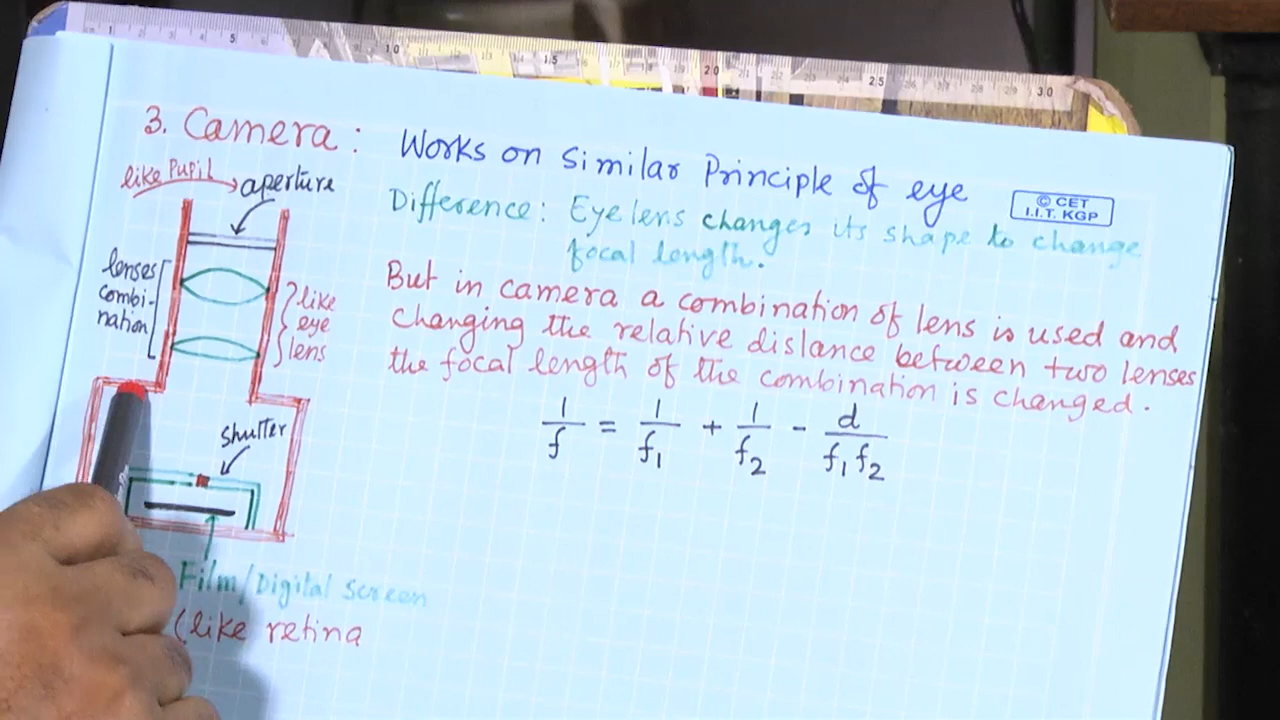 3. Camera: Works on Similar Principle of eye
Difference: Eye lens changes its shape to change
focal length.
© CET
I.I.T. KGP
But in camera a combination of lens is used and
changing the relative distance between two lenses
the focal length of the combination is changed.
1/f = 1/f₁ + 1/f₂ - d/f₁f₂
like Pupil
aperture
lenses
combi-
nation
like
eye
lens
shutter
Film/Digital screen
(like retina